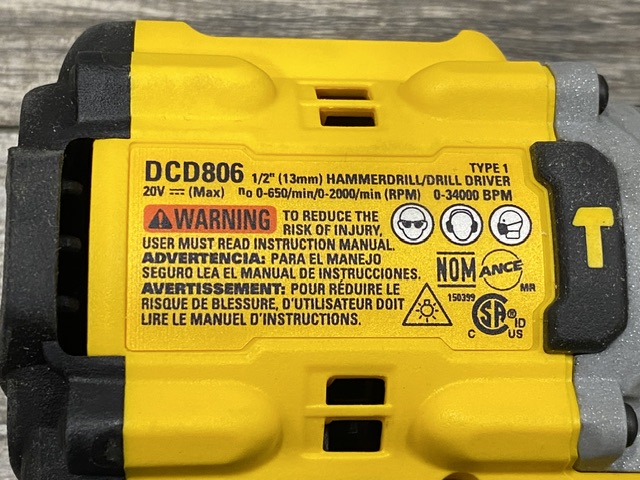 DCD806 1/2" (13mm) HAMMERDRILL/DRILL DRIVER TYPE 1
20V ⎓ (Max) no 0-650/min/0-2000/min (RPM) 0-34000 BPM
WARNING TO REDUCE THE
RISK OF INJURY,
USER MUST READ INSTRUCTION MANUAL.
ADVERTENCIA: PARA EL MANEJO
SEGURO LEA EL MANUAL DE INSTRUCCIONES.
AVERTISSEMENT: POUR RÉDUIRE LE
RISQUE DE BLESSURE, D'UTILISATEUR DOIT
LIRE LE MANUEL D'INSTRUCTIONS.
NOM ANCE MR
150399
CSA® ID
C US